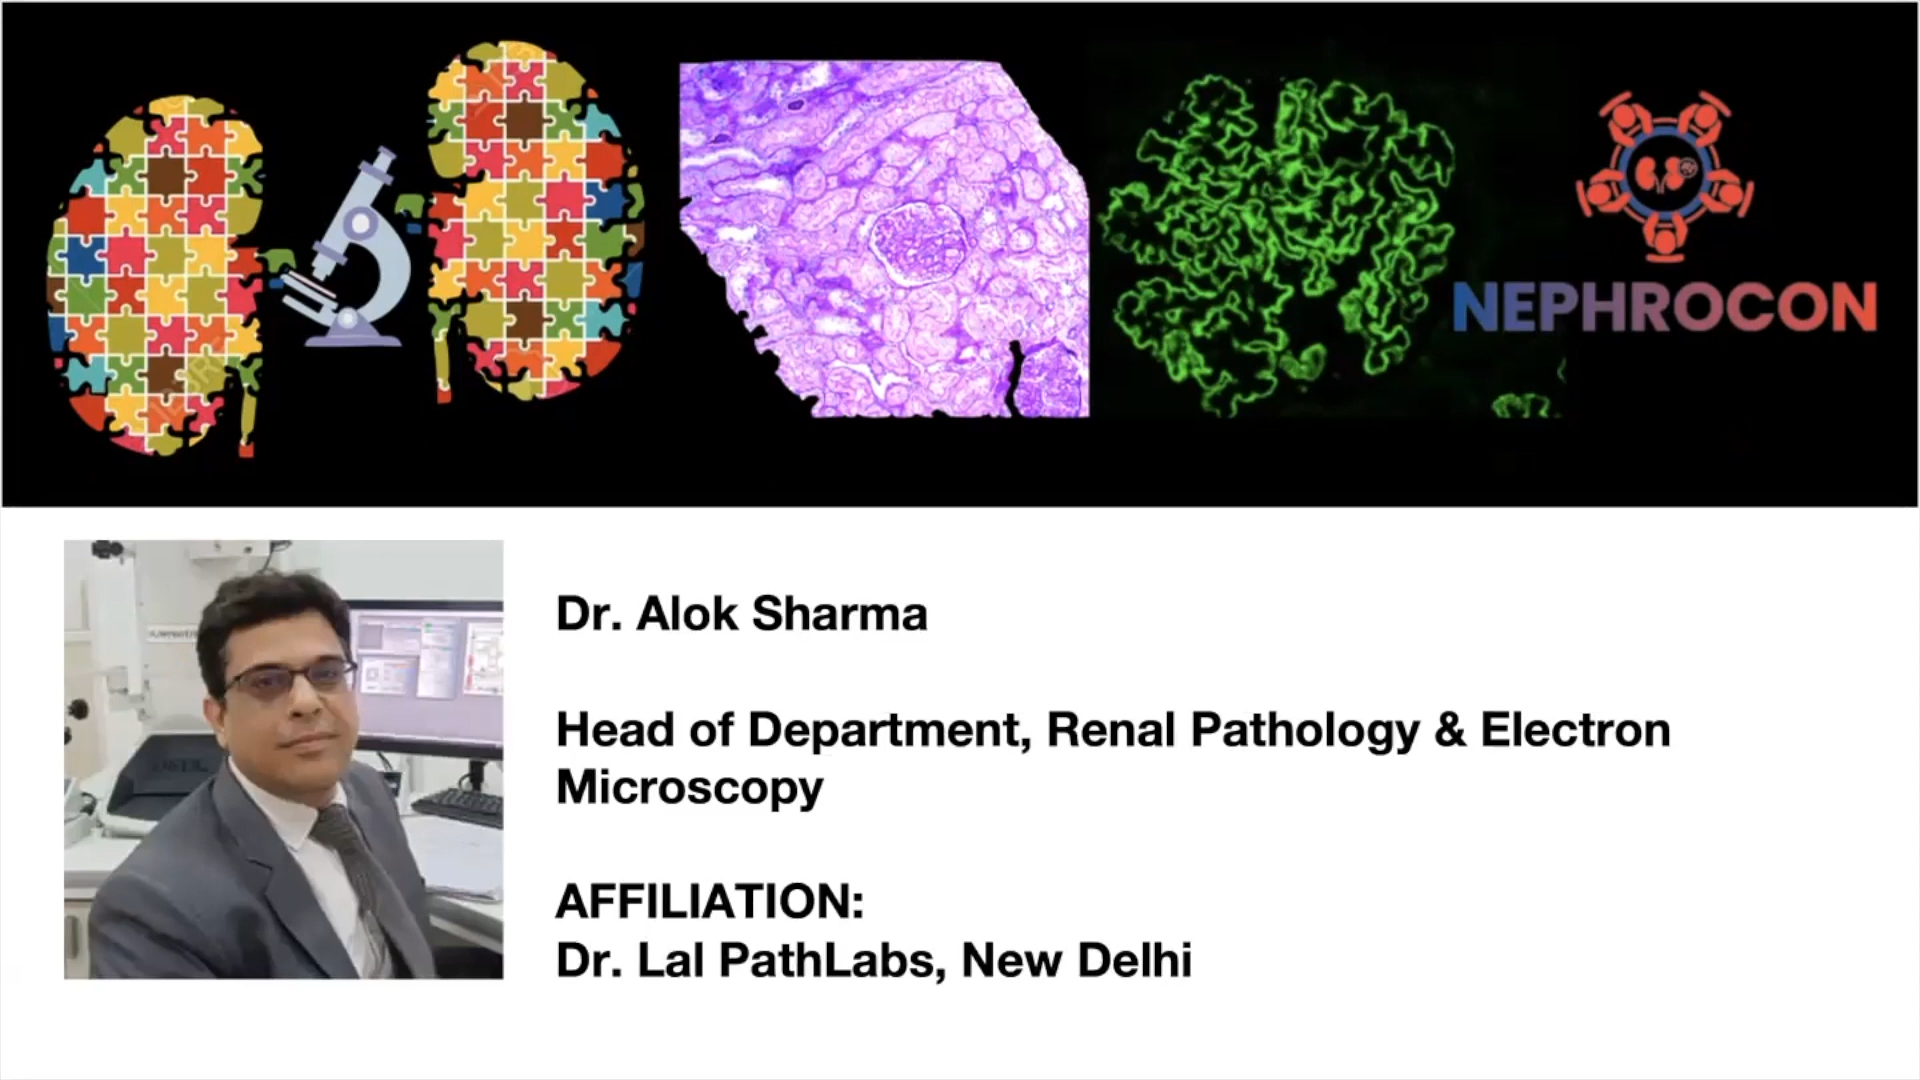 NEPHROCON
Dr. Alok Sharma
Head of Department, Renal Pathology & Electron
Microscopy
AFFILIATION:
Dr. Lal PathLabs, New Delhi